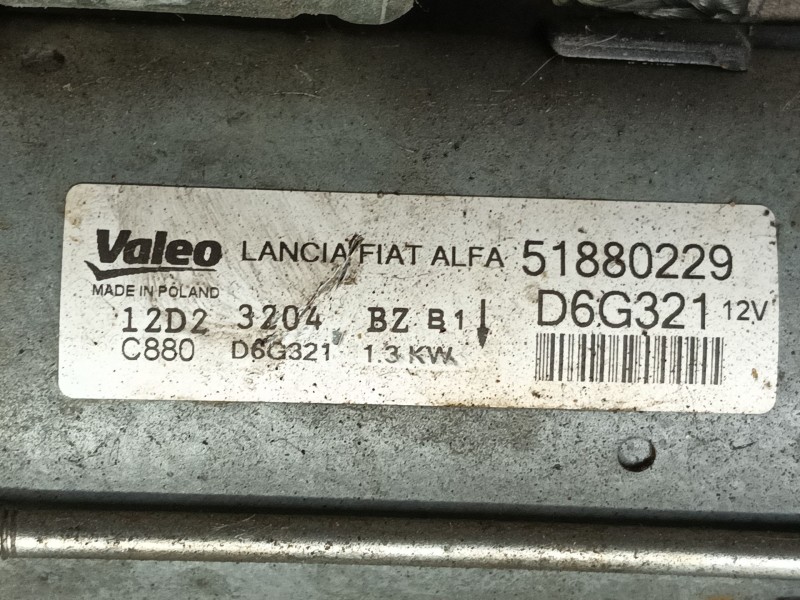 Valeo LANCIA FIAT ALFA 51880229
MADE IN POLAND D6G321 12V
12D2 3204 BZ B1
C880 D6G321 1.3 KW